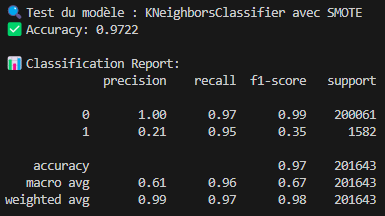 🔍 Test du modèle : KNeighborsClassifier avec SMOTE
✅ Accuracy: 0.9722
📊 Classification Report:
precision recall f1-score support
0 1.00 0.97 0.99 200061
1 0.21 0.95 0.35 1582
accuracy 0.97 201643
macro avg 0.61 0.96 0.67 201643
weighted avg 0.99 0.97 0.98 201643